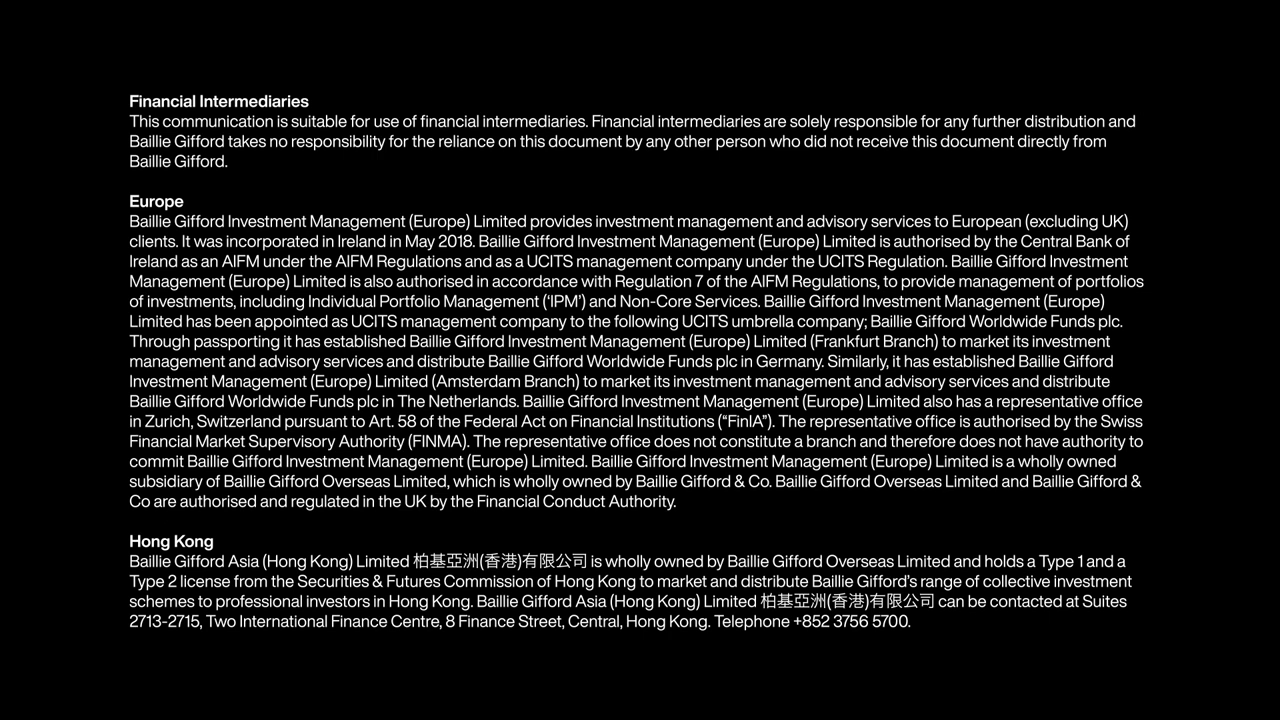 Financial Intermediaries
This communication is suitable for use of financial intermediaries. Financial intermediaries are solely responsible for any further distribution and
Baillie Gifford takes no responsibility for the reliance on this document by any other person who did not receive this document directly from
Baillie Gifford.
Europe
Baillie Gifford Investment Management (Europe) Limited provides investment management and advisory services to European (excluding UK)
clients. It was incorporated in Ireland in May 2018. Baillie Gifford Investment Management (Europe) Limited is authorised by the Central Bank of
Ireland as an AIFM under the AIFM Regulations and as a UCITS management company under the UCITS Regulation. Baillie Gifford Investment
Management (Europe) Limited is also authorised in accordance with Regulation 7 of the AIFM Regulations, to provide management of portfolios
of investments, including Individual Portfolio Management (‘IPM’) and Non-Core Services. Baillie Gifford Investment Management (Europe)
Limited has been appointed as UCITS management company to the following UCITS umbrella company; Baillie Gifford Worldwide Funds plc.
Through passporting it has established Baillie Gifford Investment Management (Europe) Limited (Frankfurt Branch) to market its investment
management and advisory services and distribute Baillie Gifford Worldwide Funds plc in Germany. Similarly, it has established Baillie Gifford
Investment Management (Europe) Limited (Amsterdam Branch) to market its investment management and advisory services and distribute
Baillie Gifford Worldwide Funds plc in The Netherlands. Baillie Gifford Investment Management (Europe) Limited also has a representative office
in Zurich, Switzerland pursuant to Art. 58 of the Federal Act on Financial Institutions (“FinIA”). The representative office is authorised by the Swiss
Financial Market Supervisory Authority (FINMA). The representative office does not constitute a branch and therefore does not have authority to
commit Baillie Gifford Investment Management (Europe) Limited. Baillie Gifford Investment Management (Europe) Limited is a wholly owned
subsidiary of Baillie Gifford Overseas Limited, which is wholly owned by Baillie Gifford & Co. Baillie Gifford Overseas Limited and Baillie Gifford &
Co are authorised and regulated in the UK by the Financial Conduct Authority.
Hong Kong
Baillie Gifford Asia (Hong Kong) Limited 柏基亞洲(香港)有限公司 is wholly owned by Baillie Gifford Overseas Limited and holds a Type 1 and a
Type 2 license from the Securities & Futures Commission of Hong Kong to market and distribute Baillie Gifford’s range of collective investment
schemes to professional investors in Hong Kong. Baillie Gifford Asia (Hong Kong) Limited 柏基亞洲(香港)有限公司 can be contacted at Suites
2713-2715, Two International Finance Centre, 8 Finance Street, Central, Hong Kong. Telephone +852 3756 5700.